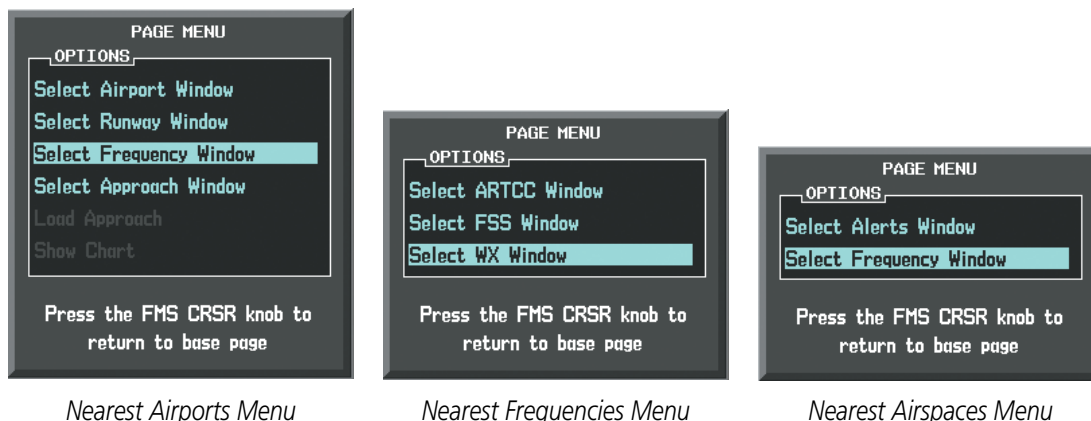 PAGE MENU
OPTIONS
Select Airport Window
Select Runway Window
Select Frequency Window
Select Approach Window
Load Approach
Show Chart
Press the FMS CRSR knob to
return to base page
Nearest Airports Menu
PAGE MENU
OPTIONS
Select ARTCC Window
Select FSS Window
Select WX Window
Press the FMS CRSR knob to
return to base page
Nearest Frequencies Menu
PAGE MENU
OPTIONS
Select Alerts Window
Select Frequency Window
Press the FMS CRSR knob to
return to base page
Nearest Airspaces Menu